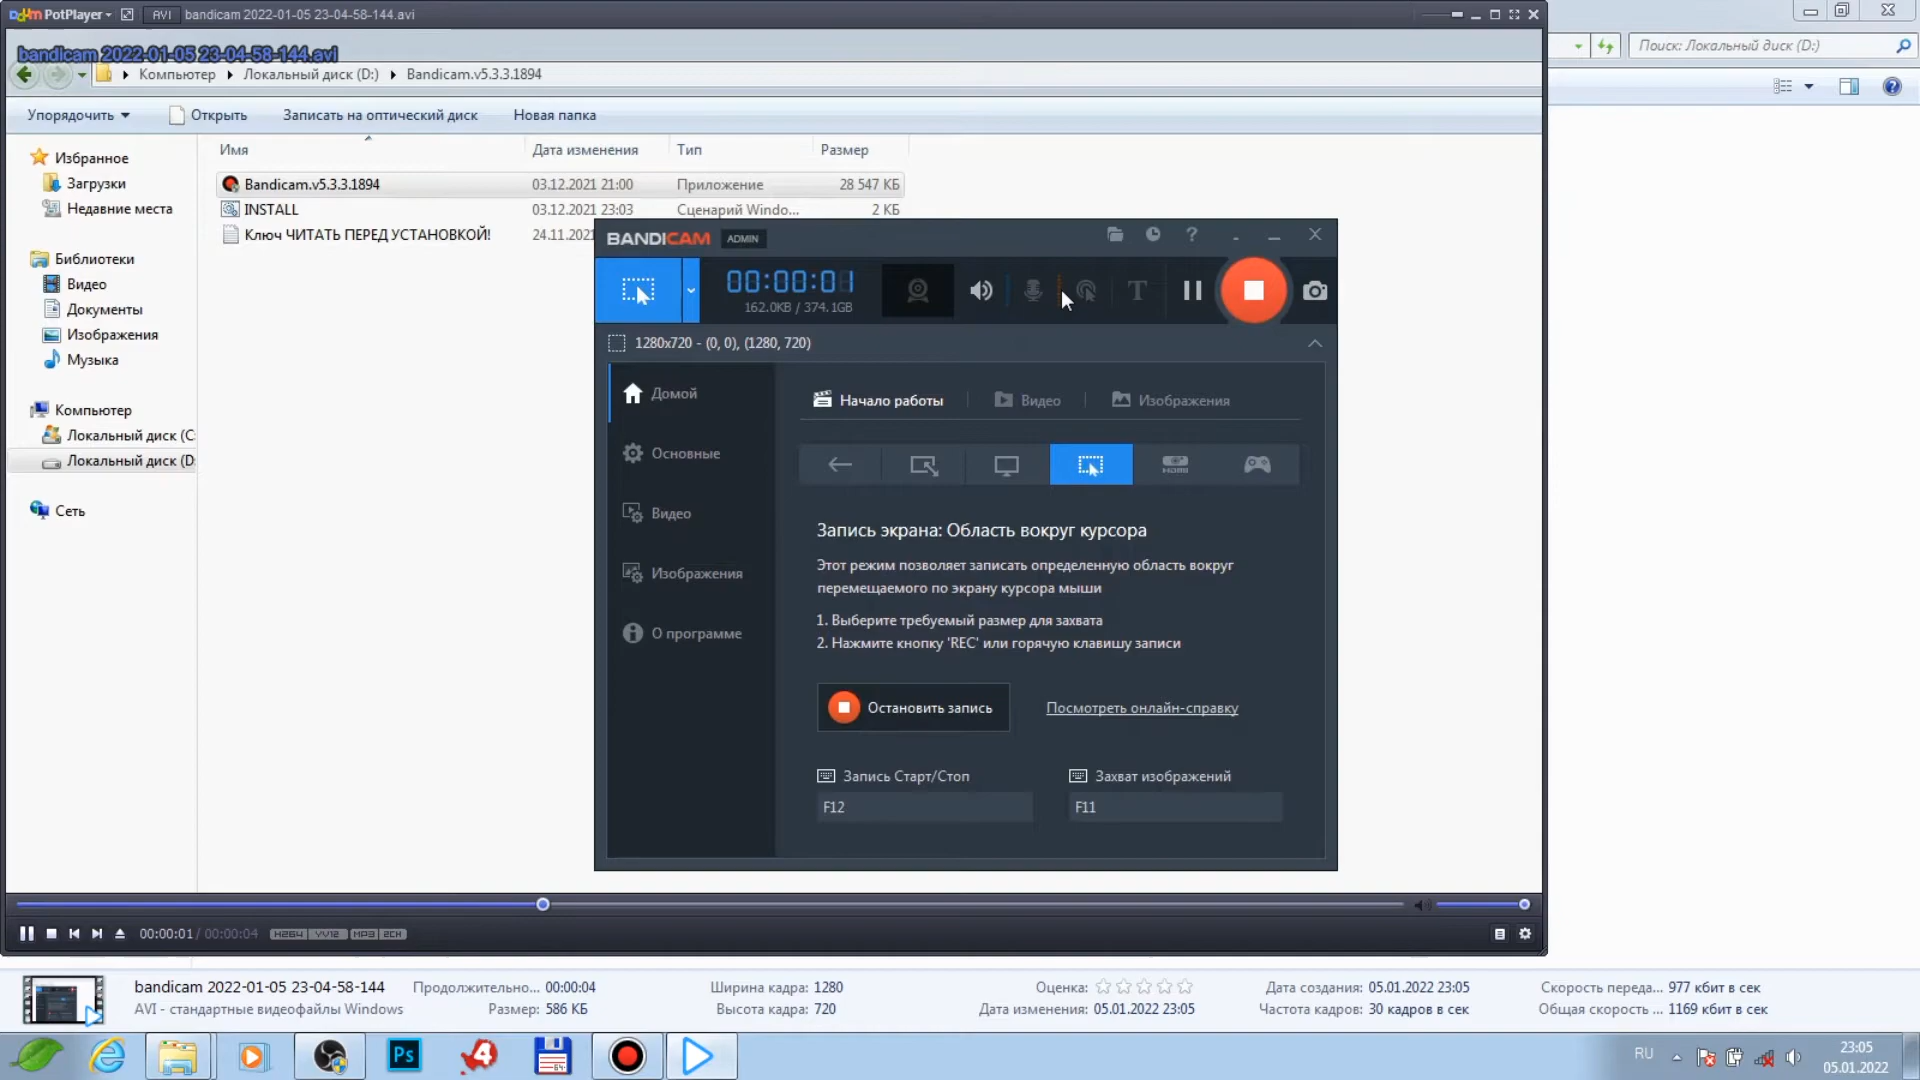 PotPlayer AVI bandicam 2022-01-05 23-04-58-144.avi
bandicam 2022-01-05 23-04-58-144.avi
Поиск: Локальный диск (D:)
Компьютер Локальный диск (D:) Bandicam.v5.3.3.1894
Упорядочить Открыть Записать на оптический диск Новая папка
Имя Дата изменения Тип Размер
Избранное
Загрузки
Недавние места
Библиотеки
Видео
Документы
Изображения
Музыка
Компьютер
Локальный диск (C:
Локальный диск (D
Сеть
Bandicam.v5.3.3.1894 03.12.2021 21:00 Приложение 28 547 КБ
INSTALL 03.12.2021 23:03 Сценарий Windo... 2 КБ
Ключ ЧИТАТЬ ПЕРЕД УСТАНОВКОЙ! 24.11.2021
BANDICAM ADMIN
00:00:01
162.0KB / 374.1GB
1280x720 - (0, 0), (1280, 720)
Домой
Основные
Видео
Изображения
О программе
Начало работы Видео Изображения
HDMI
Запись экрана: Область вокруг курсора
Этот режим позволяет записать определенную область вокруг
перемещаемого по экрану курсора мыши
1. Выберите требуемый размер для захвата
2. Нажмите кнопку 'REC' или горячую клавишу записи
Остановить запись Посмотреть онлайн-справку
Запись Старт/Стоп Захват изображений
F12 F11
00:00:01 / 00:00:04 H264 YV12 MP3 2CH
bandicam 2022-01-05 23-04-58-144 Продолжительно... 00:00:04 Ширина кадра: 1280 Оценка: Дата создания: 05.01.2022 23:05 Скорость переда... 977 кбит в сек
AVI - стандартные видеофайлы Windows Размер: 586 КБ Высота кадра: 720 Дата изменения: 05.01.2022 23:05 Частота кадров: 30 кадров в сек Общая скорость ... 1169 кбит в сек
Ps 4 64 RU 23:05
05.01.2022